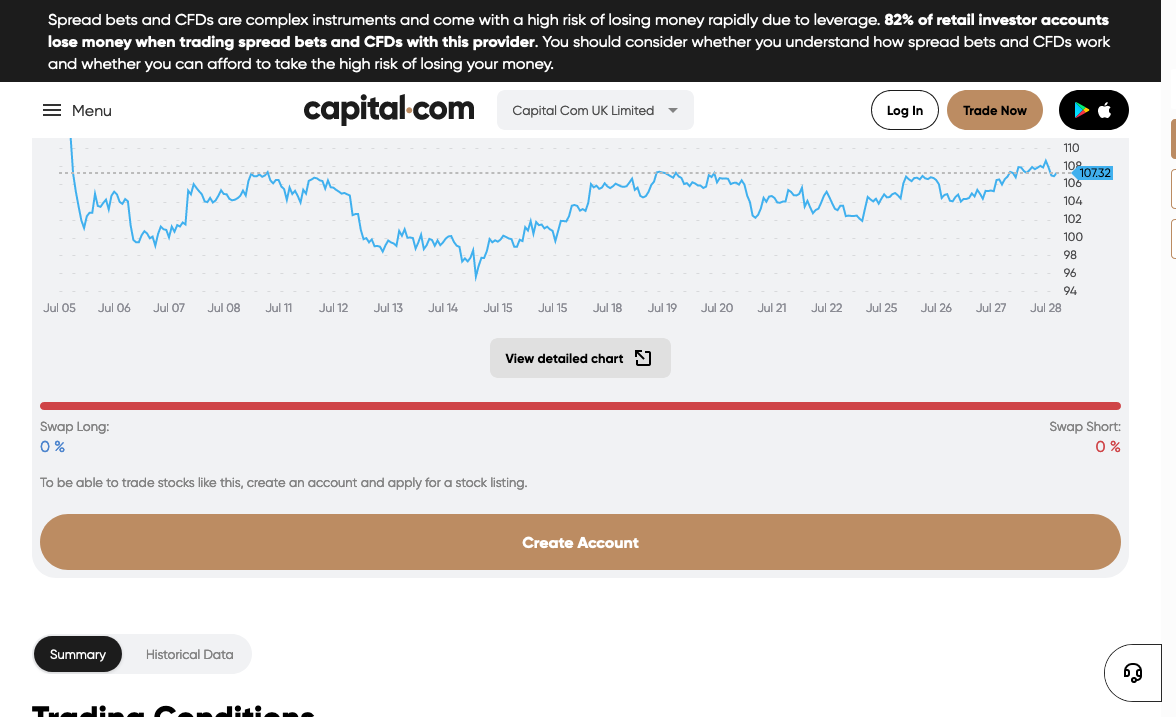 Spread bets and CFDs are complex instruments and come with a high risk of losing money rapidly due to leverage. 82% of retail investor accounts
lose money when trading spread bets and CFDs with this provider. You should consider whether you understand how spread bets and CFDs work
and whether you can afford to take the high risk of losing your money.
Menu
capital.com
Capital Com UK Limited
Log In
Trade Now
110
108
107.32
106
104
102
100
98
96
94
Jul 05 Jul 06 Jul 07 Jul 08 Jul 11 Jul 12 Jul 13 Jul 14 Jul 15 Jul 15 Jul 18 Jul 19 Jul 20 Jul 21 Jul 22 Jul 25 Jul 26 Jul 27 Jul 28
View detailed chart
Swap Long:
0 %
Swap Short:
0 %
To be able to trade stocks like this, create an account and apply for a stock listing.
Create Account
Summary
Historical Data
Trading Conditions